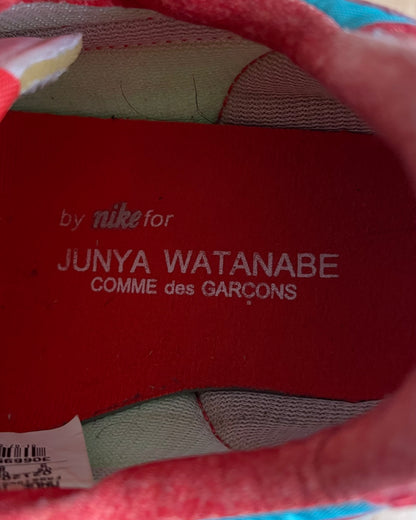 by nike for
JUNYA WATANABE
COMME des GARÇONS